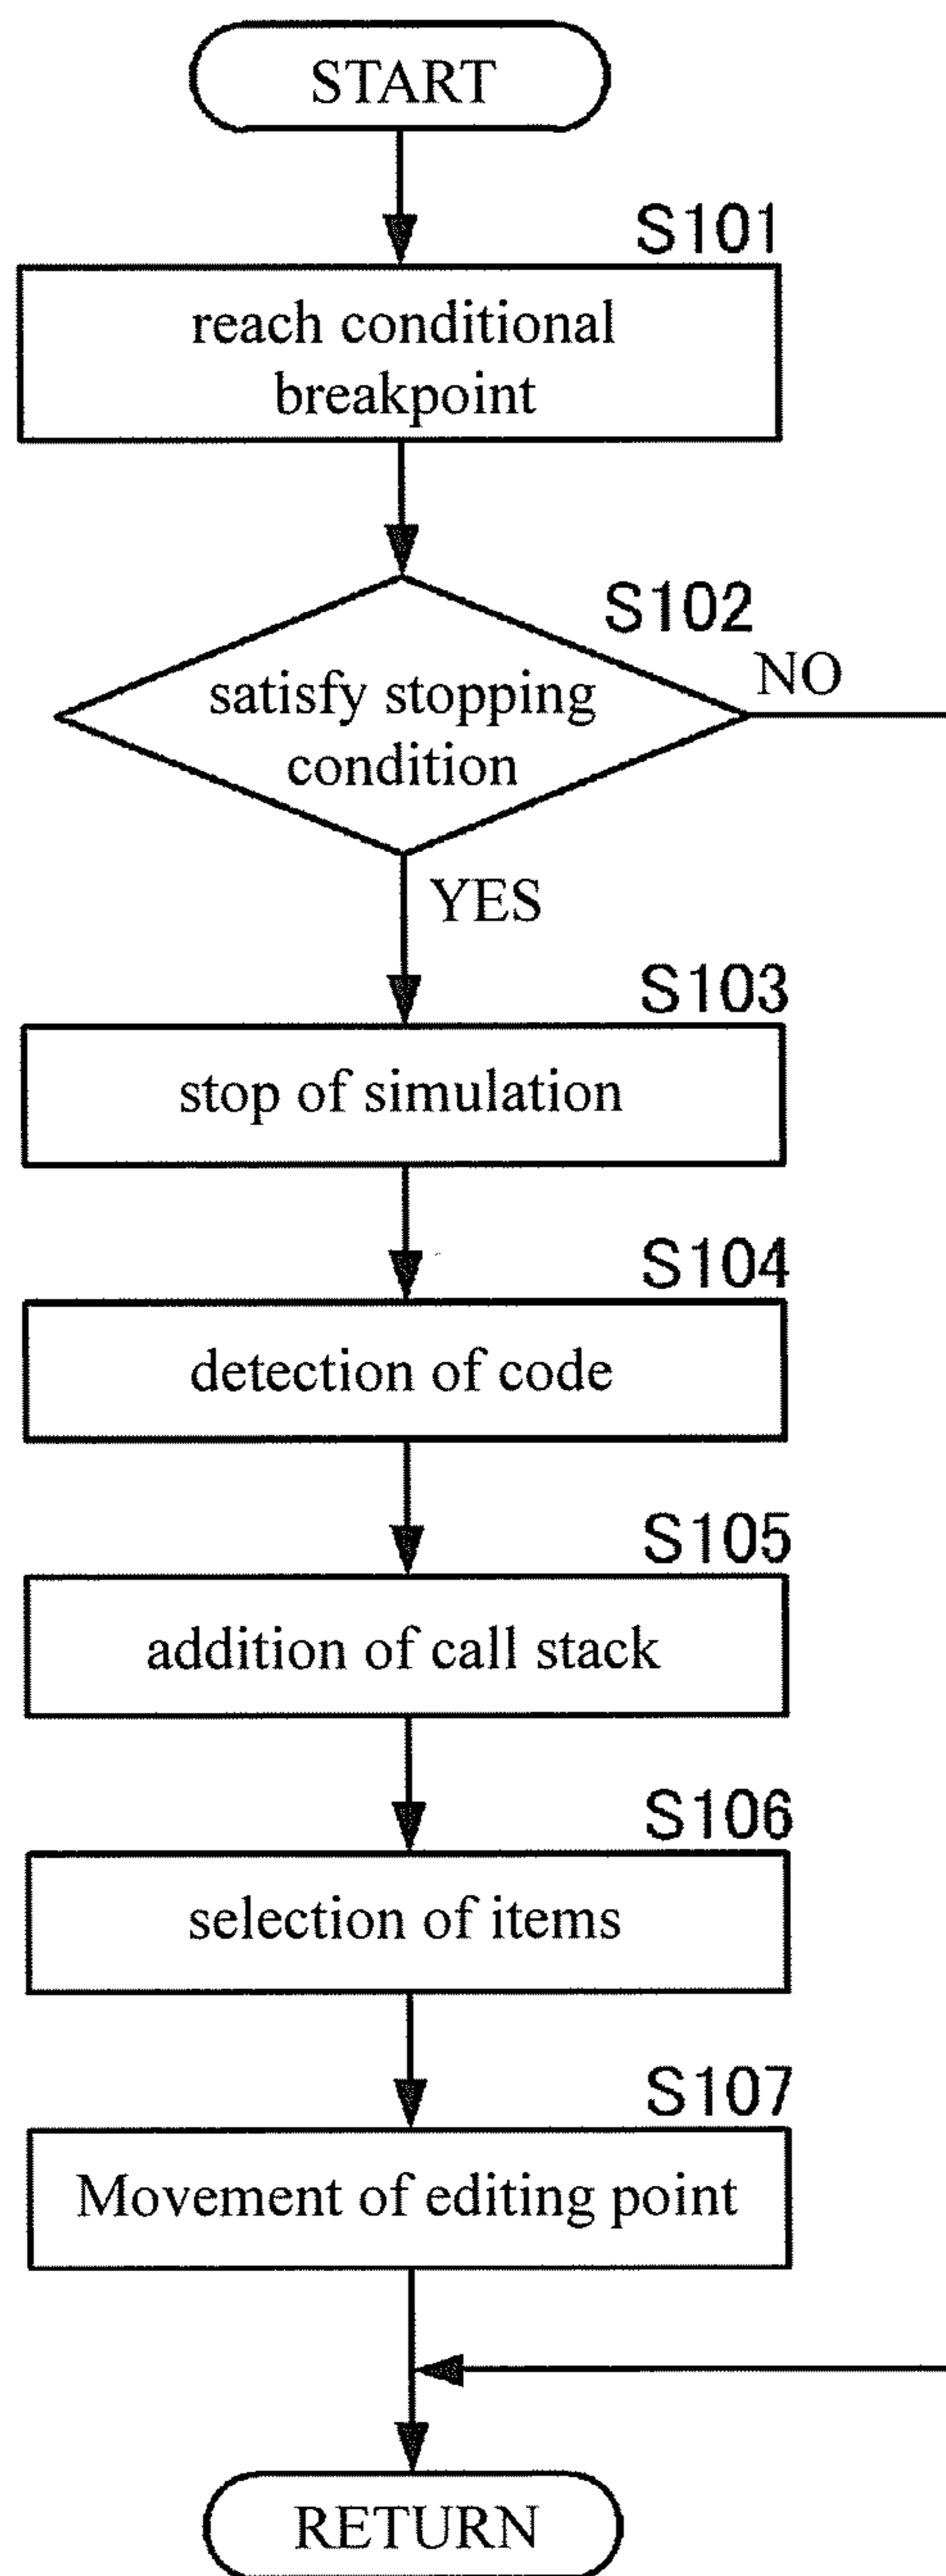 START
S101
reach conditional
breakpoint
S102
NO
satisfy stopping
condition
YES
S103
stop of simulation
S104
detection of code
S105
addition of call stack
S106
selection of items
S107
Movement of editing point
RETURN